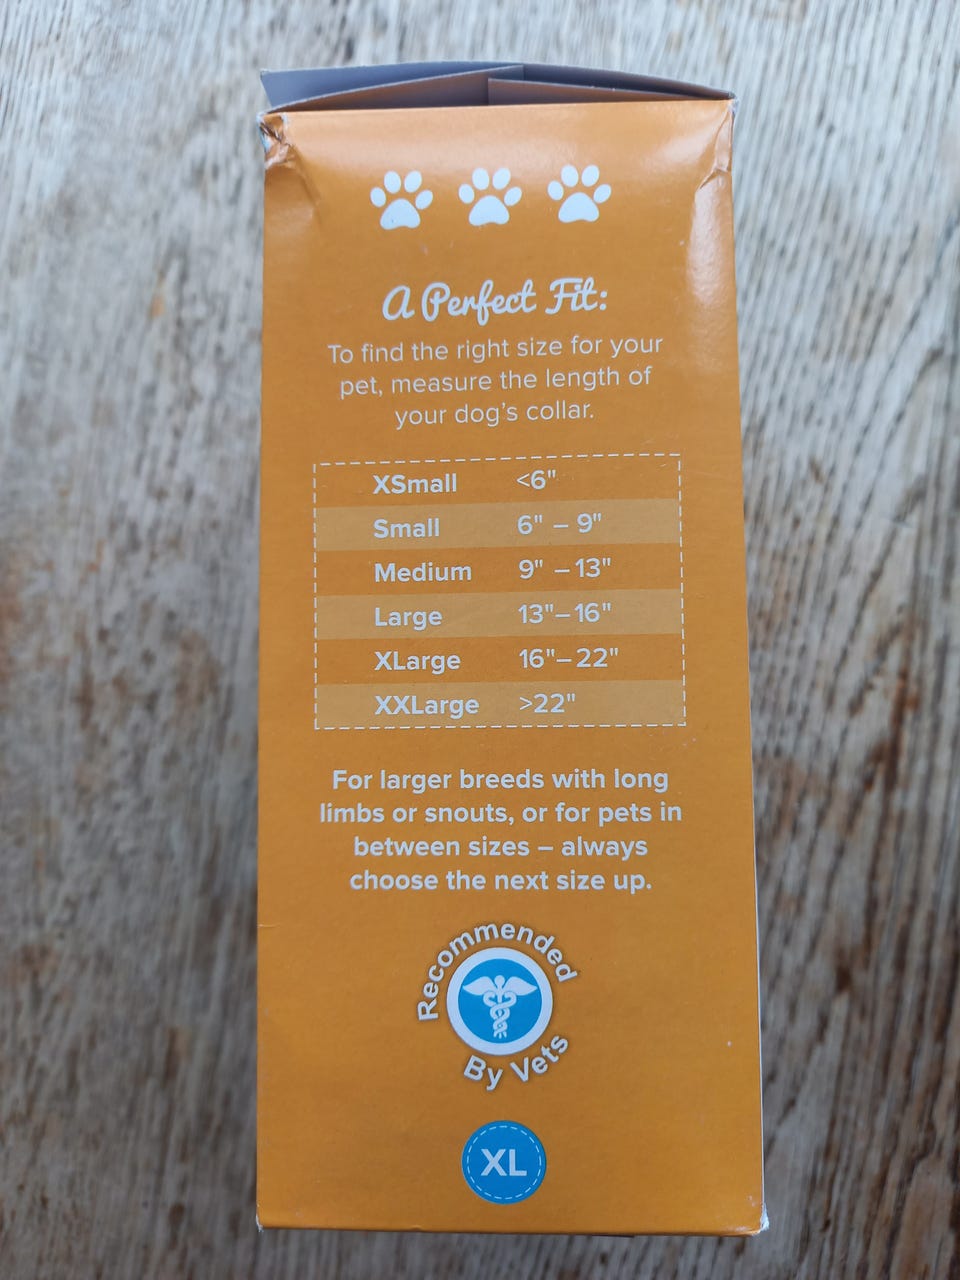 A Perfect Fit:
To find the right size for your
pet, measure the length of
your dog's collar.
XSmall <6"
Small 6" – 9"
Medium 9" – 13"
Large 13"– 16"
XLarge 16"– 22"
XXLarge >22"
For larger breeds with long
limbs or snouts, or for pets in
between sizes – always
choose the next size up.
Recommended
By Vets
XL